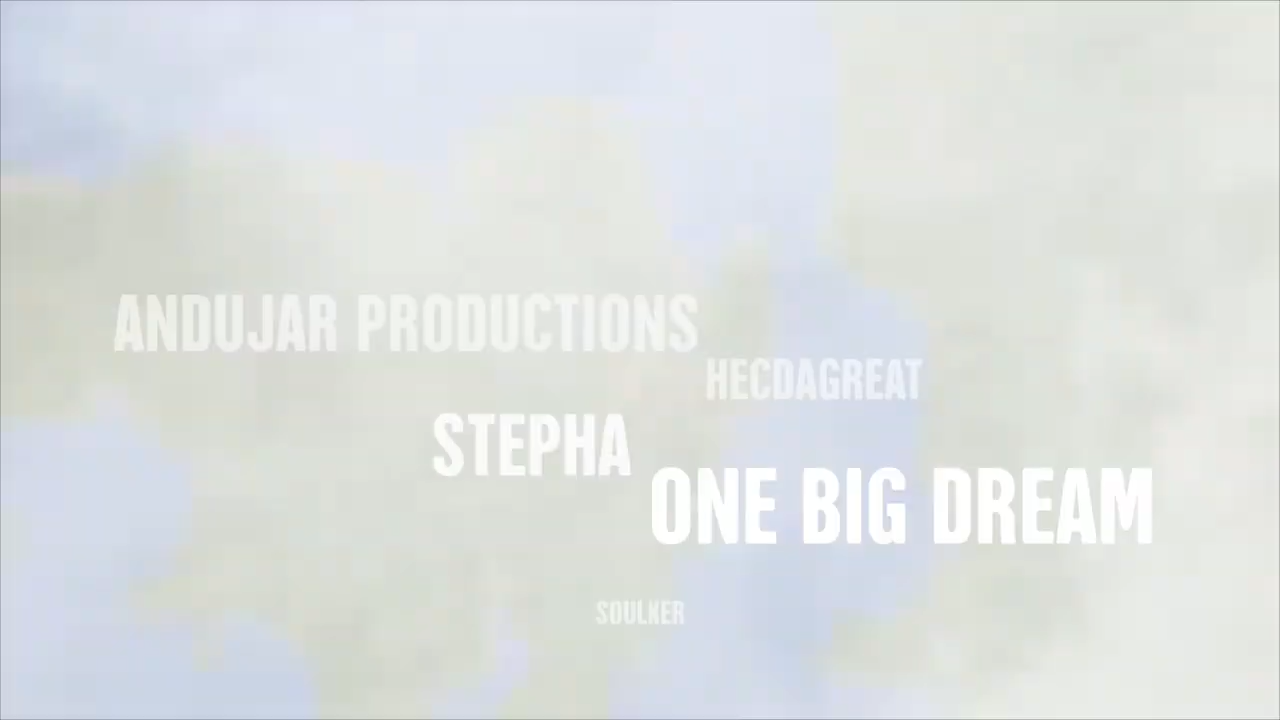 ANDUJAR PRODUCTIONS
HECDAGREAT
STEPHA
ONE BIG DREAM
SOULKER